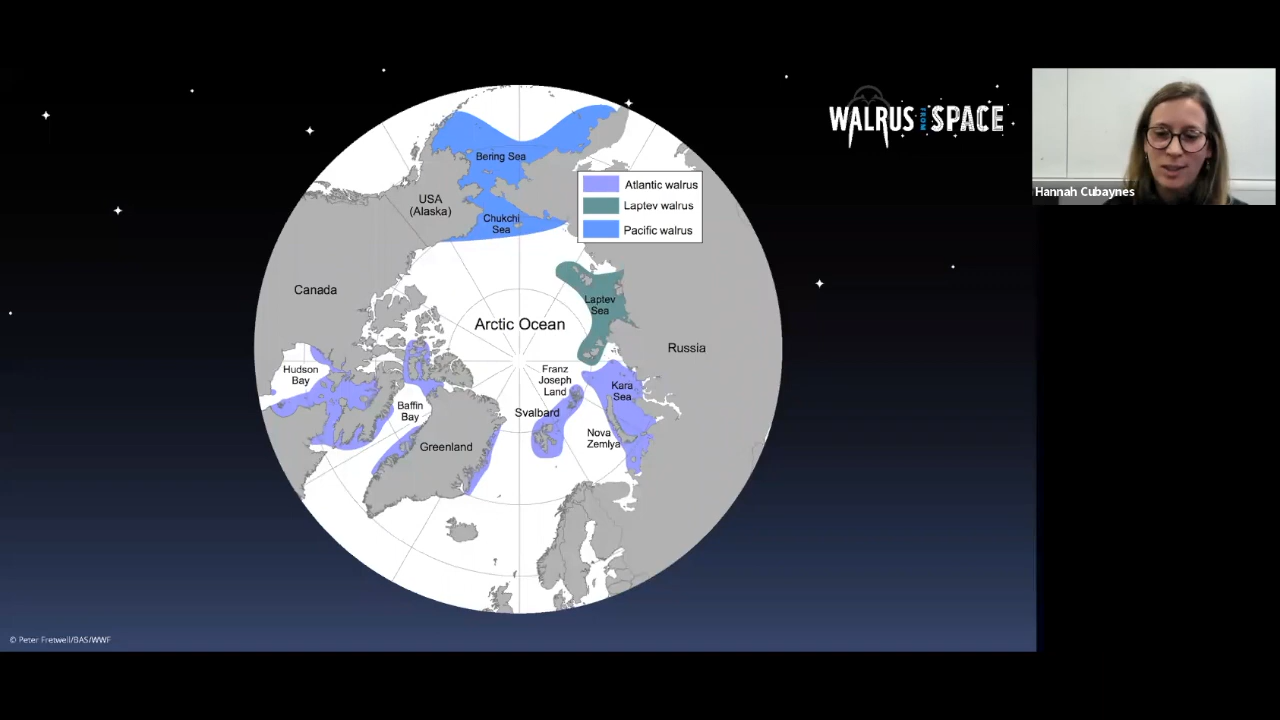 WALRUS FROM SPACE
Hannah Cubaynes
Bering Sea
Atlantic walrus
Laptev walrus
Pacific walrus
USA
(Alaska)
Chukchi
Sea
Canada
Laptev
Sea
Arctic Ocean
Russia
Hudson
Bay
Franz
Joseph
Land
Kara
Sea
Baffin
Bay
Svalbard
Nova
Zemlya
Greenland
© Peter Fretwell/BAS/WWF